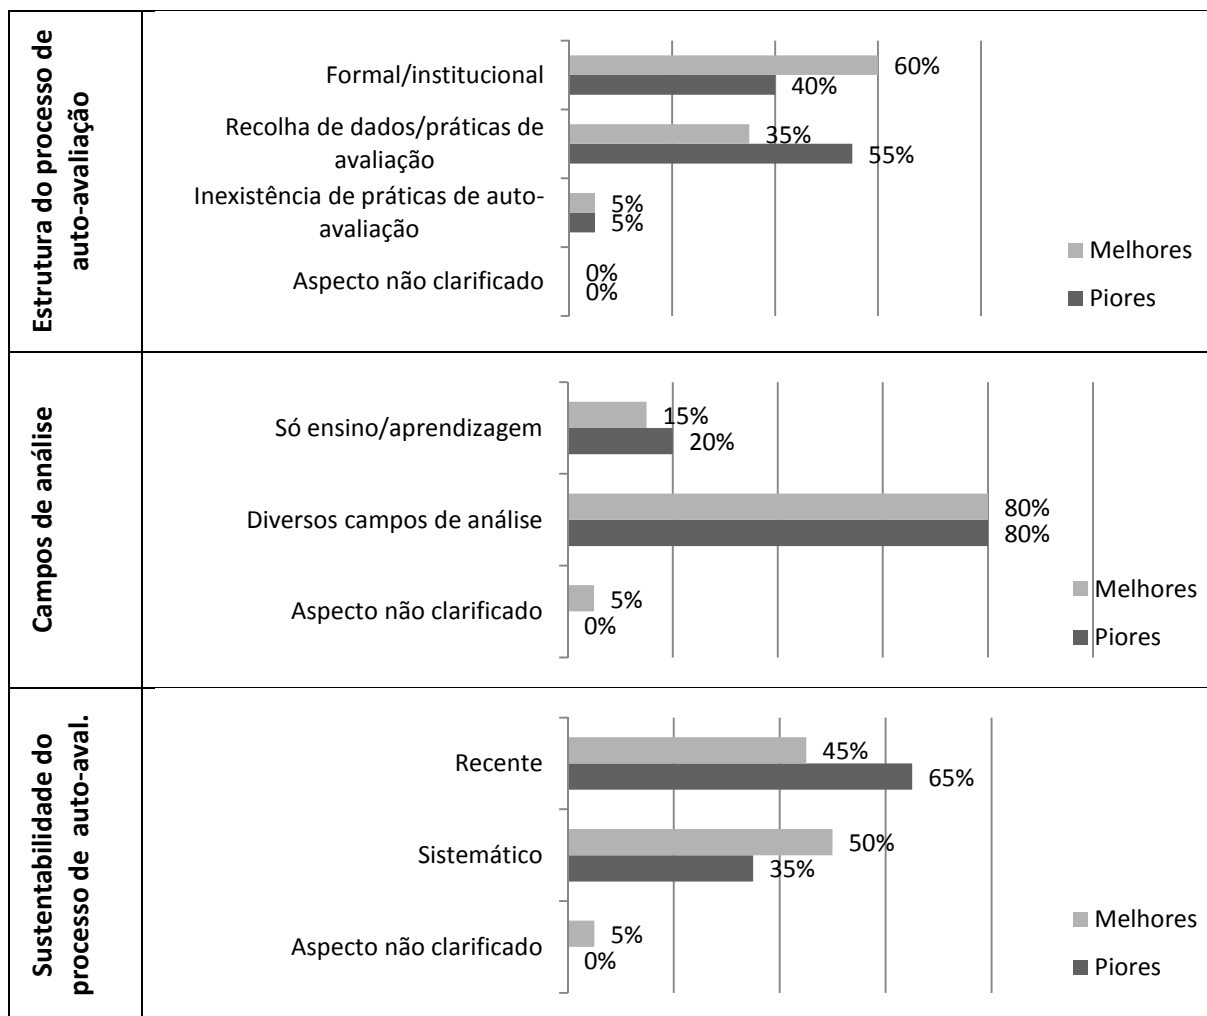 Estrutura do processo de
auto-avaliação
Formal/institucional
60%
40%
Recolha de dados/práticas de
avaliação
35%
55%
Inexistência de práticas de auto-
avaliação
5%
5%
Aspecto não clarificado
0%
0%
Melhores
Piores
Campos de análise
Só ensino/aprendizagem
15%
20%
Diversos campos de análise
80%
80%
Aspecto não clarificado
5%
0%
Melhores
Piores
Sustentabilidade do
processo de auto-aval.
Recente
45%
65%
Sistemático
50%
35%
Aspecto não clarificado
5%
0%
Melhores
Piores